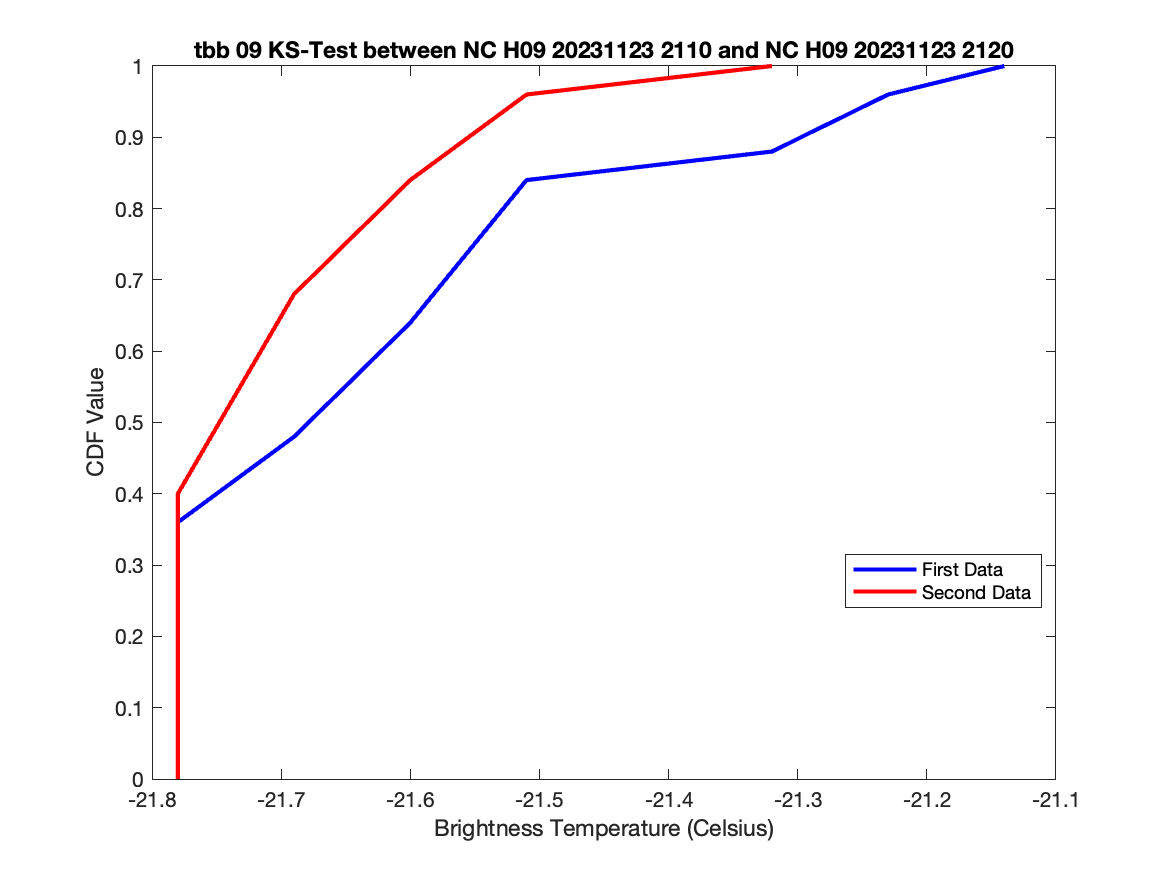 tbb 09 KS-Test between NC H09 20231123 2110 and NC H09 20231123 2120
1
0.9
0.8
0.7
0.6
0.5
0.4
0.3
0.2
0.1
0
CDF Value
First Data
Second Data
-21.8 -21.7 -21.6 -21.5 -21.4 -21.3 -21.2 -21.1
Brightness Temperature (Celsius)